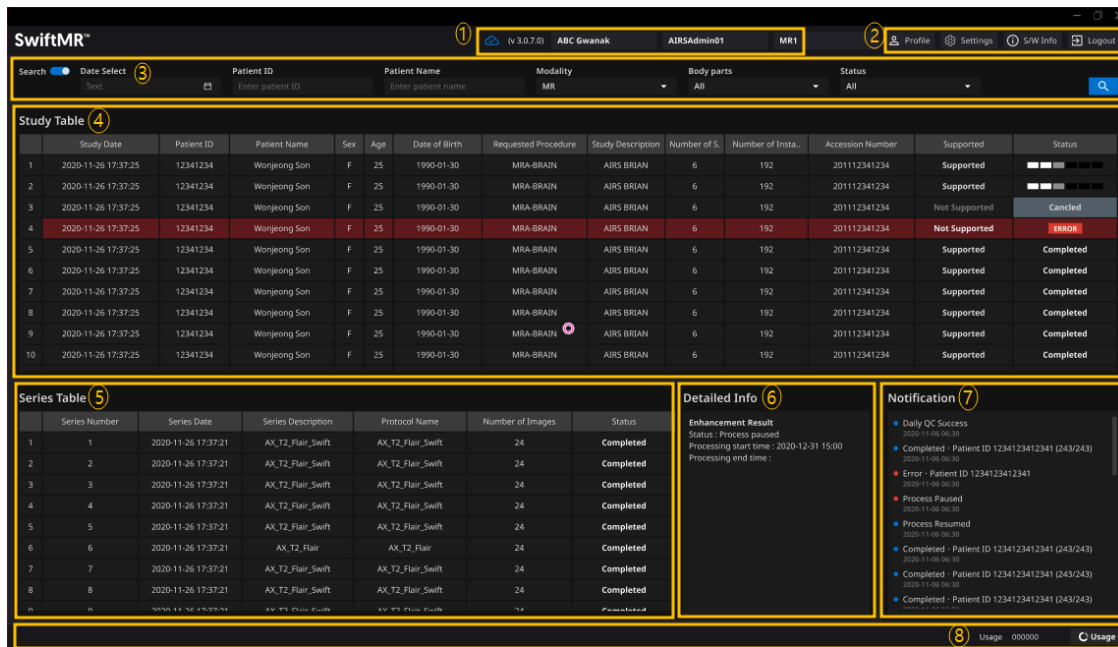 SwiftMR™ ① (v 3.0.7.0) ABC Gwanak AIRSAdmin01 MR1 ② Profile Settings S/W Info Logout
Search Date Select ③ Patient ID Patient Name Modality Body parts Status
Text Enter patient ID Enter patient name MR All All
Study Table ④
Study Date Patient ID Patient Name Sex Age Date of Birth Requested Procedure Study Description Number of S. Number of Insta.. Accession Number Supported Status
1 2020-11-26 17:37:25 12341234 Wonjeong Son F 25 1990-01-30 MRA-BRAIN AIRS BRIAN 6 192 201112341234 Supported
2 2020-11-26 17:37:25 12341234 Wonjeong Son F 25 1990-01-30 MRA-BRAIN AIRS BRIAN 6 192 201112341234 Supported
3 2020-11-26 17:37:25 12341234 Wonjeong Son F 25 1990-01-30 MRA-BRAIN AIRS BRIAN 6 192 201112341234 Not Supported Cancled
4 2020-11-26 17:37:25 12341234 Wonjeong Son F 25 1990-01-30 MRA-BRAIN AIRS BRIAN 6 192 201112341234 Not Supported ERROR
5 2020-11-26 17:37:25 12341234 Wonjeong Son F 25 1990-01-30 MRA-BRAIN AIRS BRIAN 6 192 201112341234 Supported Completed
6 2020-11-26 17:37:25 12341234 Wonjeong Son F 25 1990-01-30 MRA-BRAIN AIRS BRIAN 6 192 201112341234 Supported Completed
7 2020-11-26 17:37:25 12341234 Wonjeong Son F 25 1990-01-30 MRA-BRAIN AIRS BRIAN 6 192 201112341234 Supported Completed
8 2020-11-26 17:37:25 12341234 Wonjeong Son F 25 1990-01-30 MRA-BRAIN AIRS BRIAN 6 192 201112341234 Supported Completed
9 2020-11-26 17:37:25 12341234 Wonjeong Son F 25 1990-01-30 MRA-BRAIN AIRS BRIAN 6 192 201112341234 Supported Completed
10 2020-11-26 17:37:25 12341234 Wonjeong Son F 25 1990-01-30 MRA-BRAIN AIRS BRIAN 6 192 201112341234 Supported Completed
Series Table ⑤
Series Number Series Date Series Description Protocol Name Number of Images Status
1 1 2020-11-26 17:37:21 AX_T2_Flair_Swift AX_T2_Flair_Swift 24 Completed
2 2 2020-11-26 17:37:21 AX_T2_Flair_Swift AX_T2_Flair_Swift 24 Completed
3 3 2020-11-26 17:37:21 AX_T2_Flair_Swift AX_T2_Flair_Swift 24 Completed
4 4 2020-11-26 17:37:21 AX_T2_Flair_Swift AX_T2_Flair_Swift 24 Completed
5 5 2020-11-26 17:37:21 AX_T2_Flair_Swift AX_T2_Flair_Swift 24 Completed
6 6 2020-11-26 17:37:21 AX_T2_Flair AX_T2_Flair 24 Completed
7 7 2020-11-26 17:37:21 AX_T2_Flair_Swift AX_T2_Flair_Swift 24 Completed
8 8 2020-11-26 17:37:21 AX_T2_Flair_Swift AX_T2_Flair_Swift 24 Completed
Detailed Info ⑥
Enhancement Result
Status : Process paused
Processing start time : 2020-12-31 15:00
Processing end time :
Notification ⑦
Daily QC Success
2020-11-06 06:30
Completed · Patient ID 1234123412341 (243/243)
2020-11-06 06:30
Error · Patient ID 1234123412341
2020-11-06 06:30
Process Paused
2020-11-06 06:30
Process Resumed
2020-11-06 06:30
Completed · Patient ID 1234123412341 (243/243)
2020-11-06 06:30
Completed · Patient ID 1234123412341 (243/243)
2020-11-06 06:30
Completed · Patient ID 1234123412341 (243/243)
⑧ Usage 000000 Usage